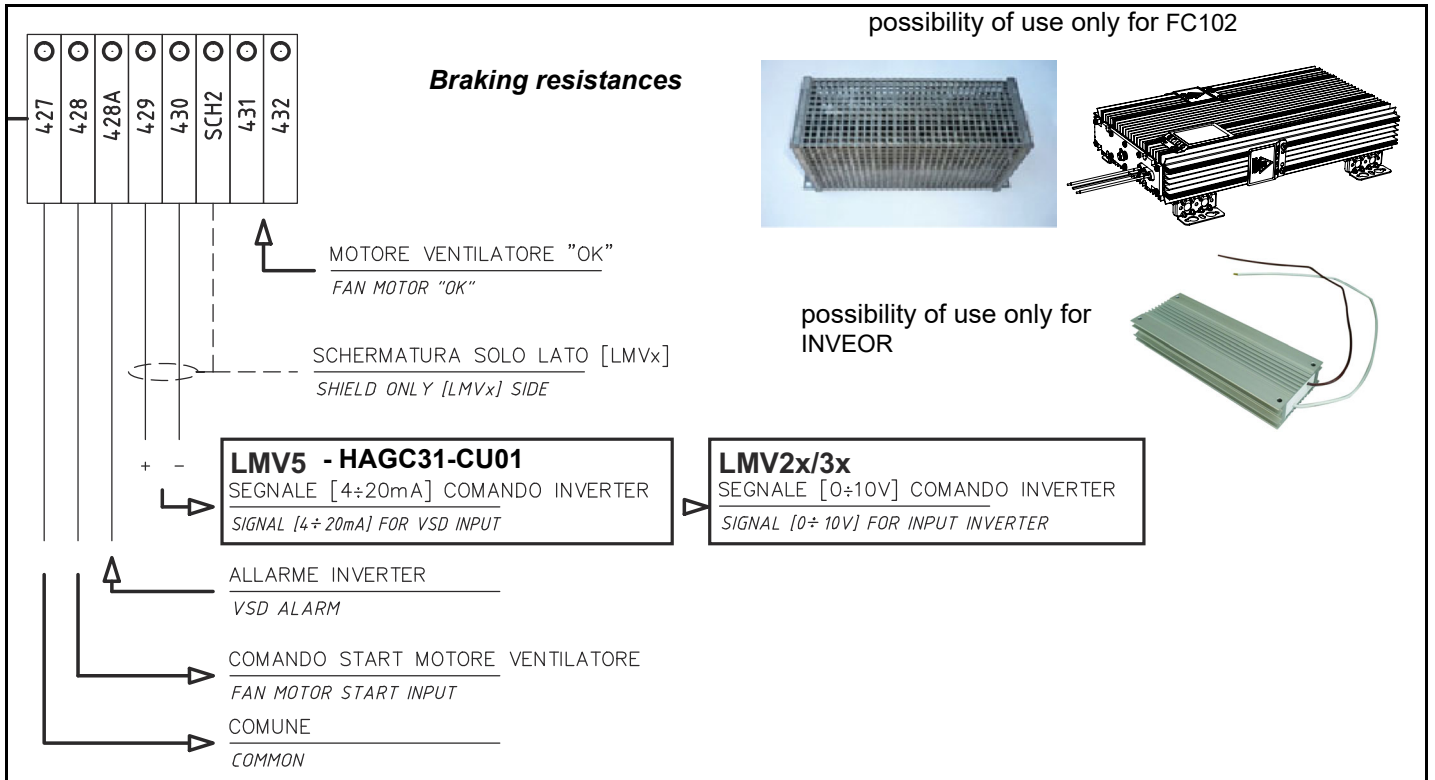 possibility of use only for FC102
427
428
428A
429
430
SCH2
431
432
Braking resistances
MOTORE VENTILATORE "OK"
FAN MOTOR "OK"
possibility of use only for
INVEOR
SCHERMATURA SOLO LATO [LMVx]
SHIELD ONLY [LMVx] SIDE
+ -
LMV5 - HAGC31-CU01
SEGNALE [4÷20mA] COMANDO INVERTER
SIGNAL [4÷20mA] FOR VSD INPUT
LMV2x/3x
SEGNALE [0÷10V] COMANDO INVERTER
SIGNAL [0÷10V] FOR INPUT INVERTER
ALLARME INVERTER
VSD ALARM
COMANDO START MOTORE VENTILATORE
FAN MOTOR START INPUT
COMUNE
COMMON